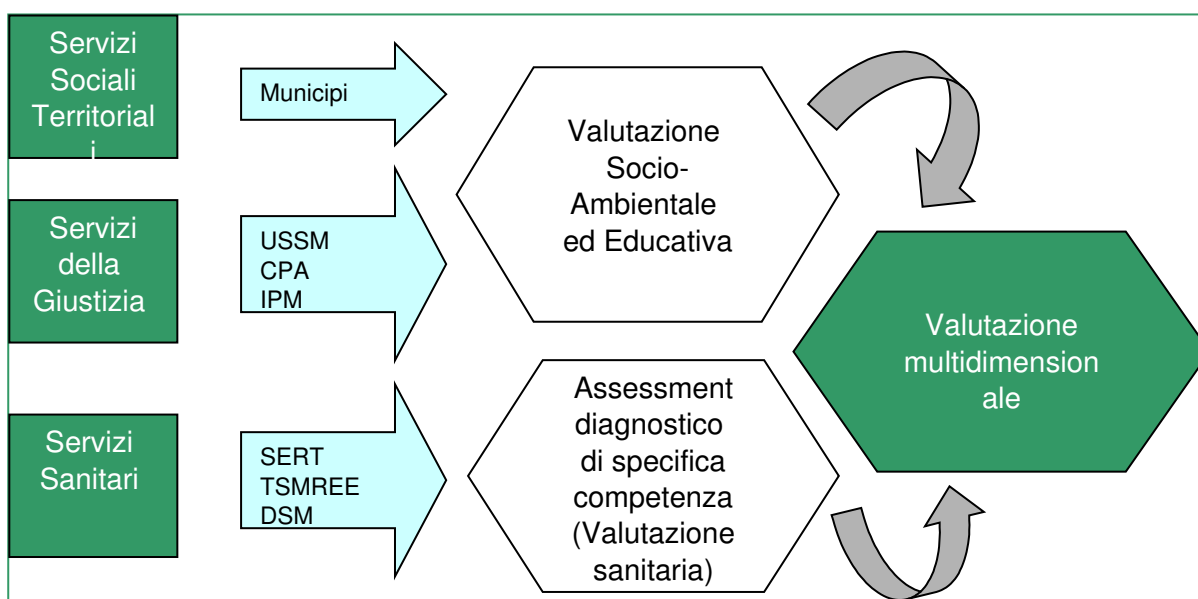 Servizi
Sociali
Territorial
i
Municipi
Servizi
della
Giustizia
USSM
CPA
IPM
Servizi
Sanitari
SERT
TSMREE
DSM
Valutazione
Socio-
Ambientale
ed Educativa
Assessment
diagnostico
di specifica
competenza
(Valutazione
sanitaria)
Valutazione
multidimension
ale